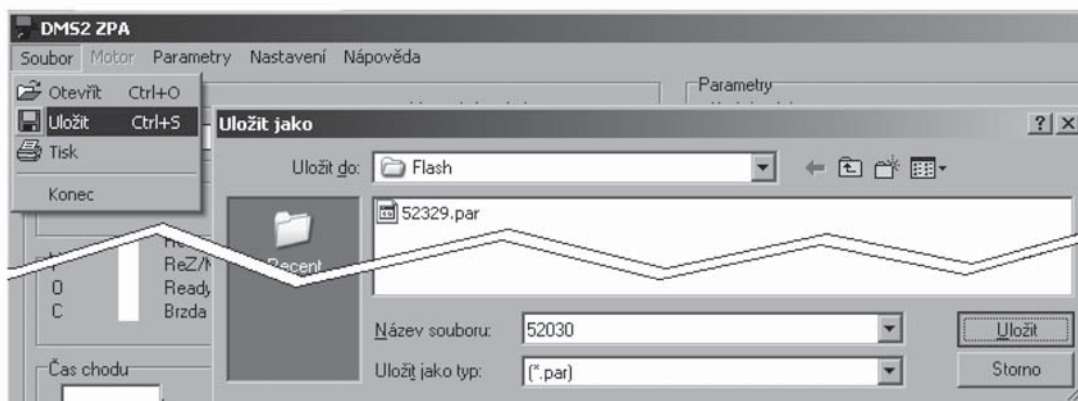 DMS2 ZPA
Soubor Motor Parametry Nastavení Nápověda
Otevřít Ctrl+O
Uložit Ctrl+S
Tisk
Konec
Parametry
Uložit jako
Uložit do: Flash
52329.par
Recent
ReZ/
O Ready
C Brzda
Název souboru: 52030 Uložit
Uložit jako typ: (*.par) Storno
Čas chodu